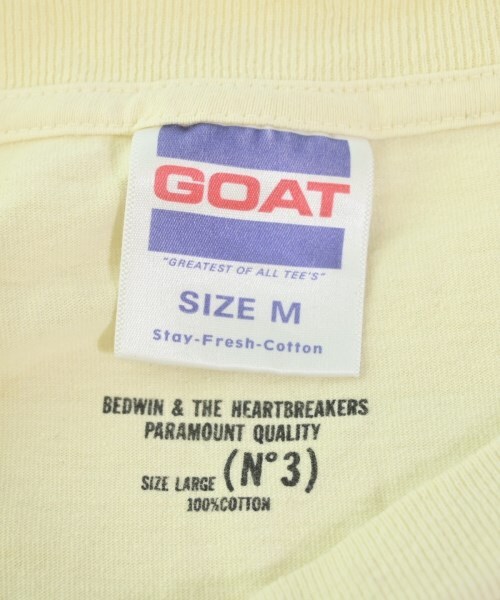 GOAT
"GREATEST OF ALL TEE'S"
SIZE M
Stay-Fresh-Cotton
BEDWIN & THE HEARTBREAKERS
PARAMOUNT QUALITY
SIZE LARGE (N°3)
100%COTTON